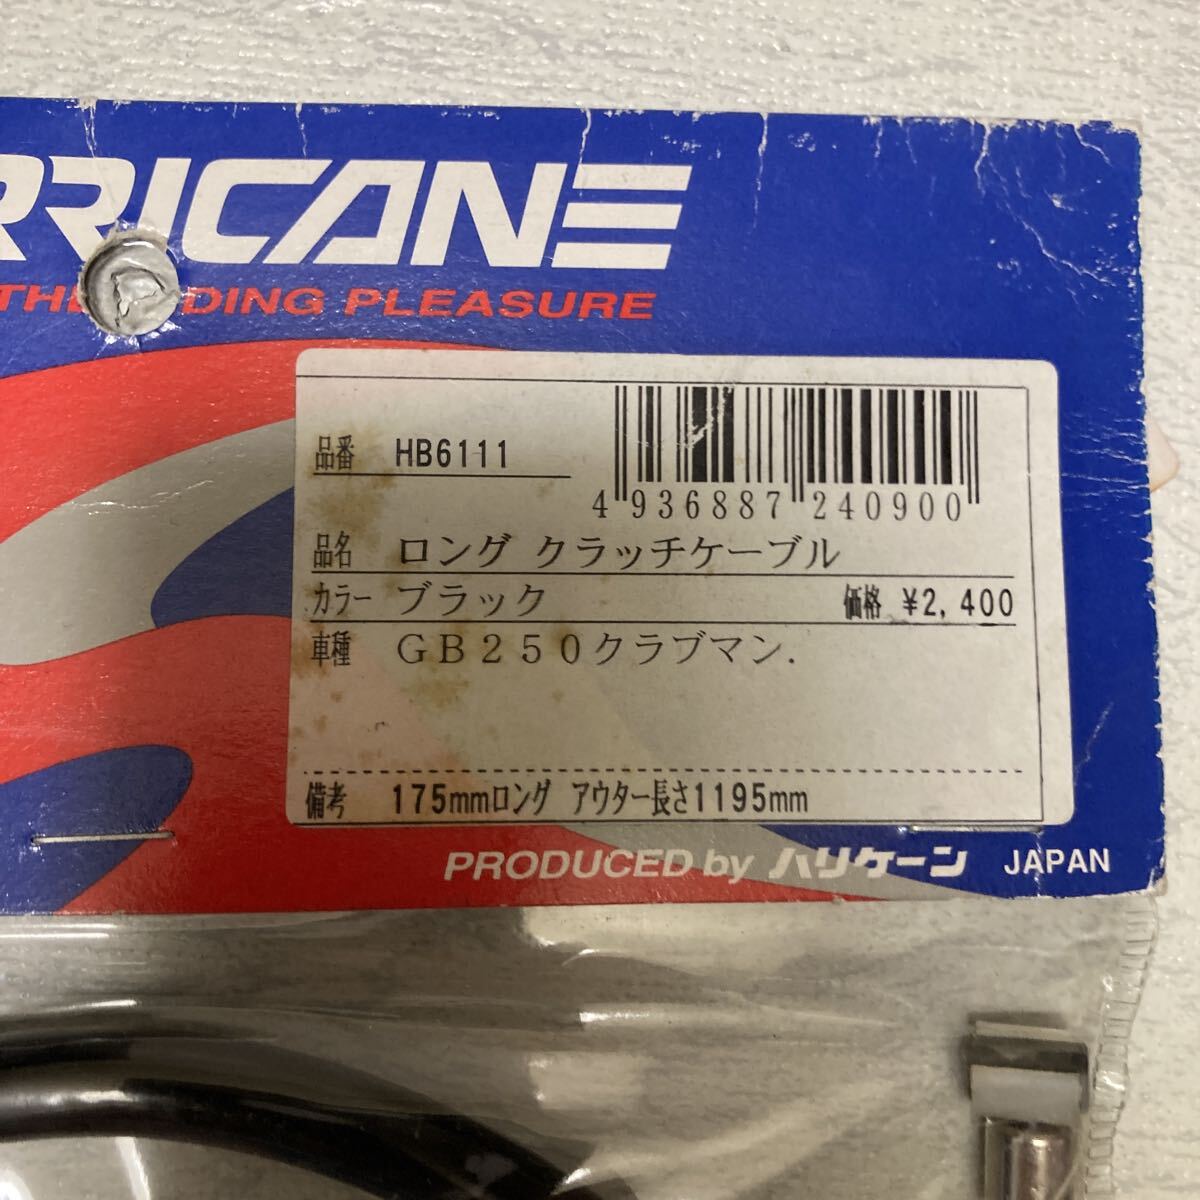 RRICANE
THE  DING PLEASURE
品番 HB6111
4 936887 240900
品名 ロング クラッチケーブル
カラー ブラック 価格 ¥2,400
車種 GB250クラブマン.
備考 175mmロング アウター長さ1195mm
PRODUCED by ハリケーン JAPAN